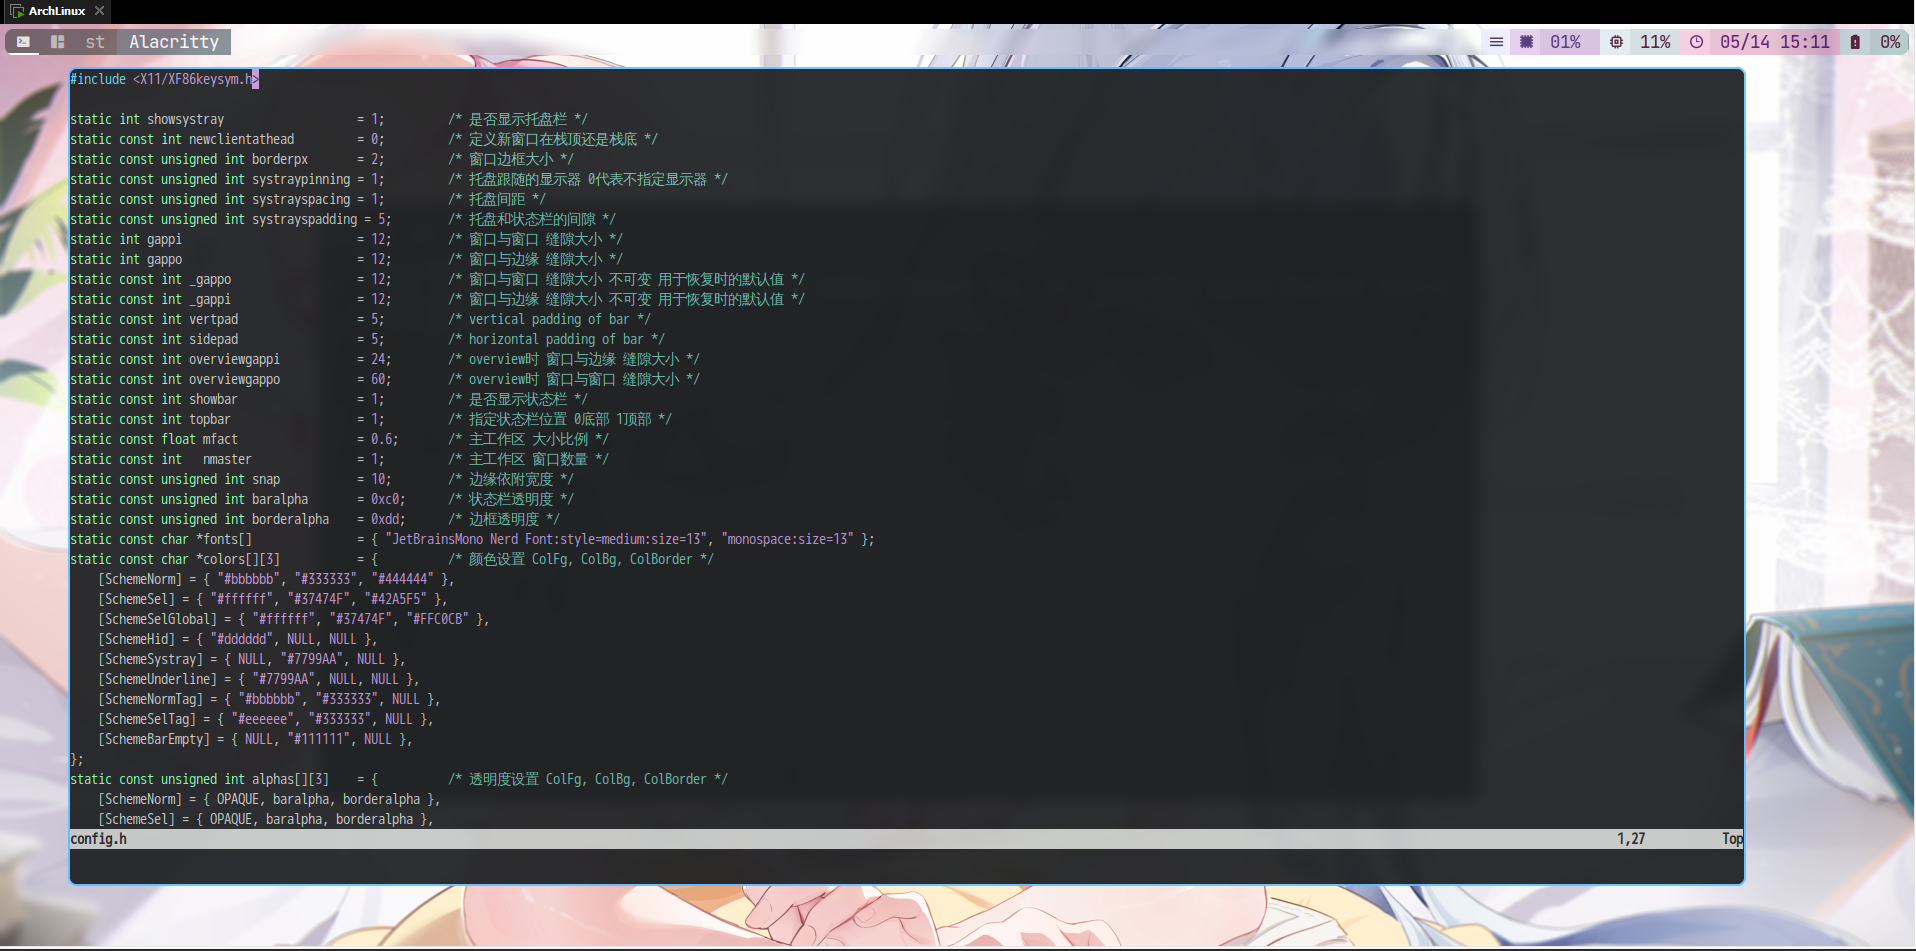 ArchLinux
st Alacritty 01% 11% 05/14 15:11 0%
#include <X11/XF86keysym.h>
static int showsystray = 1; /* 是否显示托盘栏 */
static const int newclientathead = 0; /* 定义新窗口在栈顶还是栈底 */
static const unsigned int borderpx = 2; /* 窗口边框大小 */
static const unsigned int systraypinning = 1; /* 托盘跟随的显示器 0代表不指定显示器 */
static const unsigned int systrayspacing = 1; /* 托盘间距 */
static const unsigned int systrayspadding = 5; /* 托盘和状态栏的间隙 */
static int gappi = 12; /* 窗口与窗口 缝隙大小 */
static int gappo = 12; /* 窗口与边缘 缝隙大小 */
static const int _gappo = 12; /* 窗口与窗口 缝隙大小 不可变 用于恢复时的默认值 */
static const int _gappi = 12; /* 窗口与边缘 缝隙大小 不可变 用于恢复时的默认值 */
static const int vertpad = 5; /* vertical padding of bar */
static const int sidepad = 5; /* horizontal padding of bar */
static const int overviewgappi = 24; /* overview时 窗口与边缘 缝隙大小 */
static const int overviewgappo = 60; /* overview时 窗口与窗口 缝隙大小 */
static const int showbar = 1; /* 是否显示状态栏 */
static const int topbar = 1; /* 指定状态栏位置 0底部 1顶部 */
static const float mfact = 0.6; /* 主工作区 大小比例 */
static const int nmaster = 1; /* 主工作区 窗口数量 */
static const unsigned int snap = 10; /* 边缘依附宽度 */
static const unsigned int baralpha = 0xc0; /* 状态栏透明度 */
static const unsigned int borderalpha = 0xdd; /* 边框透明度 */
static const char *fonts[] = { "JetBrainsMono Nerd Font:style=medium:size=13", "monospace:size=13" };
static const char *colors[][3] = { /* 颜色设置 ColFg, ColBg, ColBorder */
[SchemeNorm] = { "#bbbbbb", "#333333", "#444444" },
[SchemeSel] = { "#ffffff", "#37474F", "#42A5F5" },
[SchemeSelGlobal] = { "#ffffff", "#37474F", "#FFC0CB" },
[SchemeHid] = { "#dddddd", NULL, NULL },
[SchemeSystray] = { NULL, "#7799AA", NULL },
[SchemeUnderline] = { "#7799AA", NULL, NULL },
[SchemeNormTag] = { "#bbbbbb", "#333333", NULL },
[SchemeSelTag] = { "#eeeeee", "#333333", NULL },
[SchemeBarEmpty] = { NULL, "#111111", NULL },
};
static const unsigned int alphas[][3] = { /* 透明度设置 ColFg, ColBg, ColBorder */
[SchemeNorm] = { OPAQUE, baralpha, borderalpha },
[SchemeSel] = { OPAQUE, baralpha, borderalpha },
config.h 1,27 Top